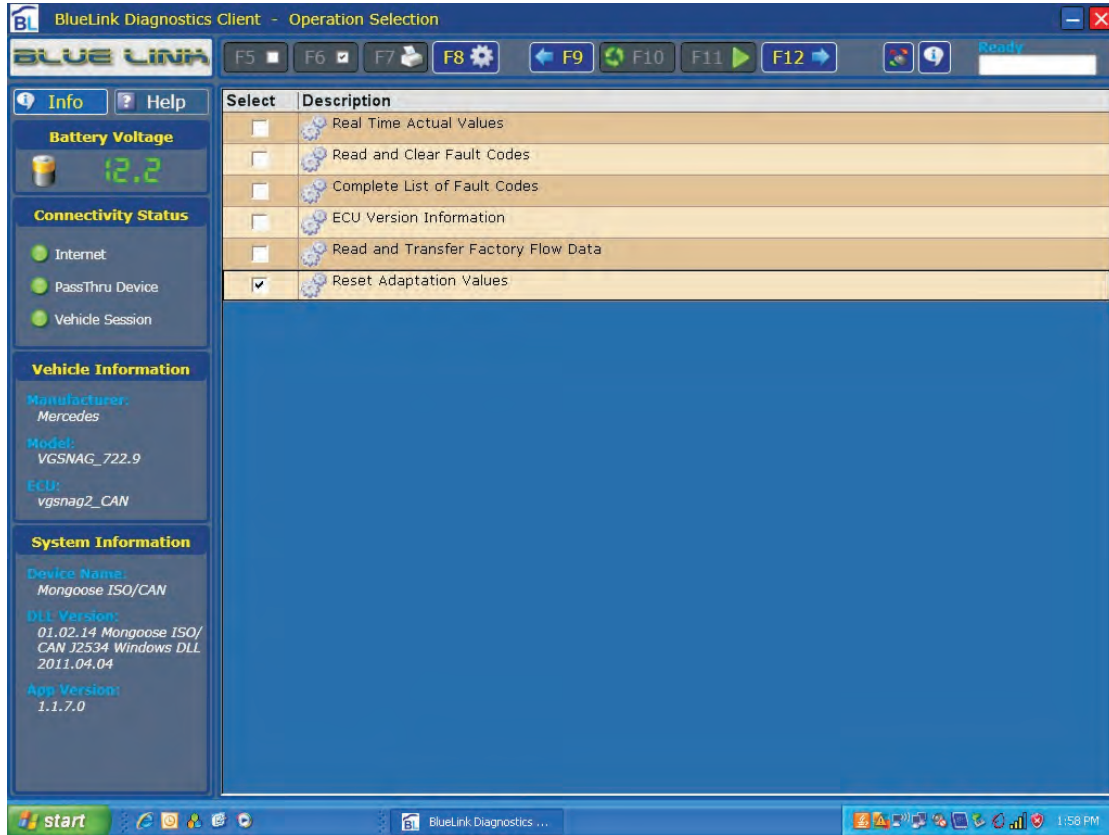 BL BlueLink Diagnostics Client - Operation Selection
BLUE LINK
F5 F6 F7 F8 F9 F10 F11 F12
Ready
Info Help
Battery Voltage
12.2
Connectivity Status
Internet
PassThru Device
Vehicle Session
Vehicle Information
Manufacturer:
Mercedes
Model:
VGSNAG_722.9
ECU:
vgsnag2_CAN
System Information
Device Name:
Mongoose ISO/CAN
DLL Version:
01.02.14 Mongoose ISO/
CAN J2534 Windows DLL
2011.04.04
App Version:
1.1.7.0
Select Description
Real Time Actual Values
Read and Clear Fault Codes
Complete List of Fault Codes
ECU Version Information
Read and Transfer Factory Flow Data
Reset Adaptation Values
start
BL BlueLink Diagnostics ...
1:58 PM